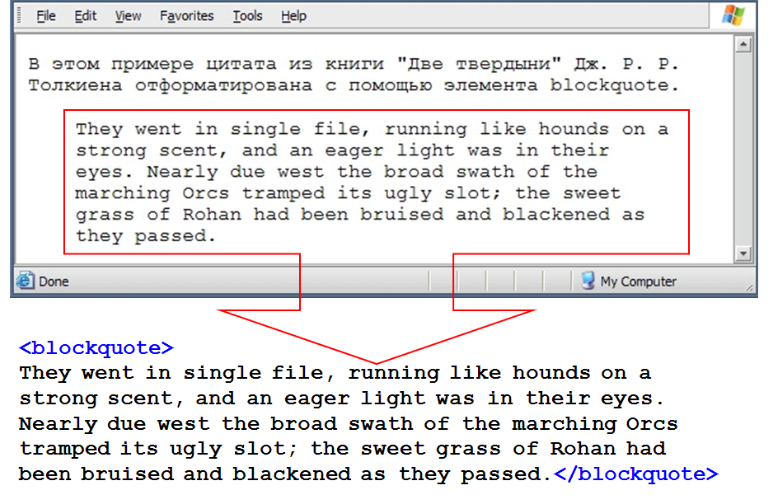 File Edit View Favorites Tools Help
В этом примере цитата из книги "Две твердыни" Дж. Р. Р.
Толкиена отформатирована с помощью элемента blockquote.
They went in single file, running like hounds on a
strong scent, and an eager light was in their
eyes. Nearly due west the broad swath of the
marching Orcs tramped its ugly slot; the sweet
grass of Rohan had been bruised and blackened as
they passed.
Done My Computer
<blockquote>
They went in single file, running like hounds on a
strong scent, and an eager light was in their eyes.
Nearly due west the broad swath of the marching Orcs
tramped its ugly slot; the sweet grass of Rohan had
been bruised and blackened as they passed.</blockquote>